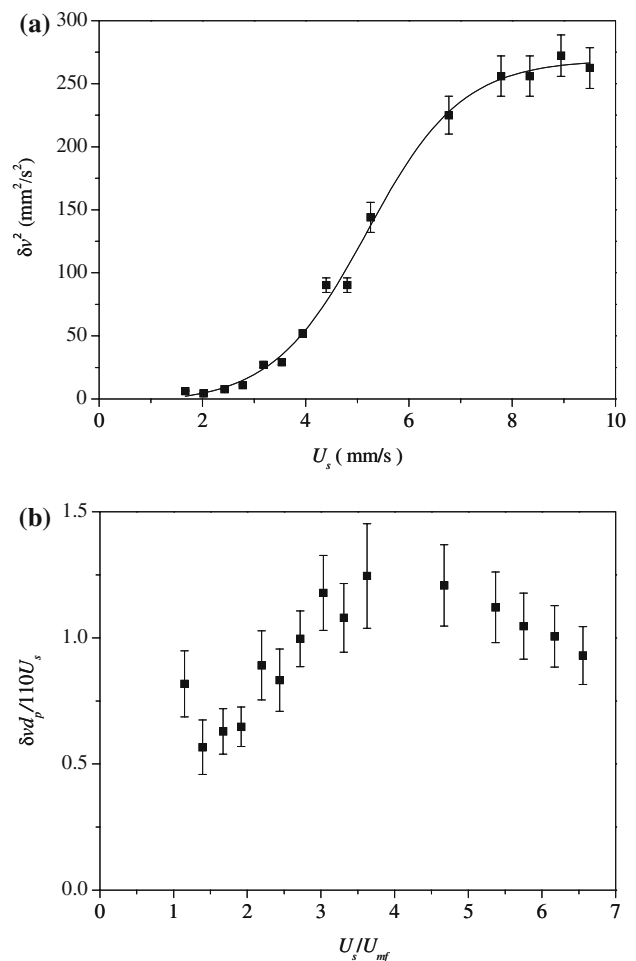 (a)
300
250
200
150
100
50
0
δv² (mm²/s²)
0 2 4 6 8 10
U_s ( mm/s )
(b)
1.5
1.0
0.5
0.0
δvd_p/110U_s
0 1 2 3 4 5 6 7
U_s/U_mf